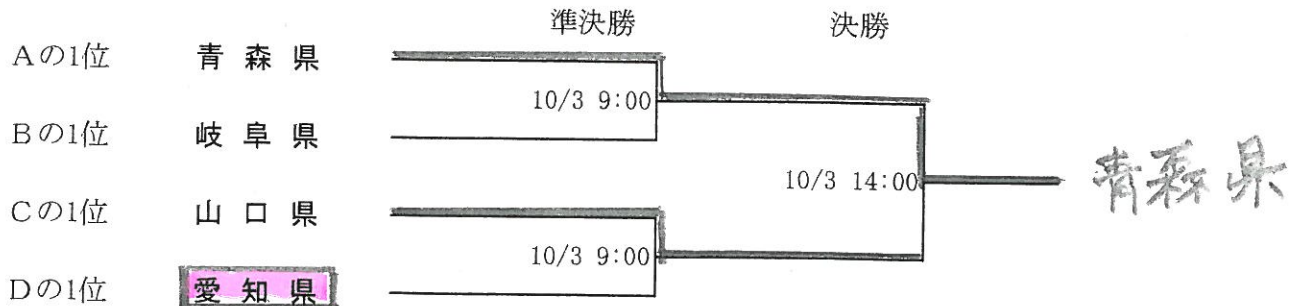 準決勝 決勝
Aの1位 青森県
10/3 9:00
Bの1位 岐阜県
10/3 14:00 青森県
Cの1位 山口県
10/3 9:00
Dの1位 愛知県